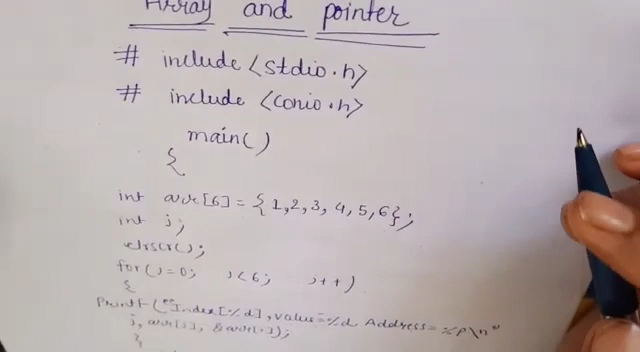 Array and pointer
# include <stdio.h>
# include <conio.h>
main()
{
int arr[6] = {1,2,3,4,5,6};
int j;
clrscr();
for(j=0; j<6; j++)
{
Printf("Index[%d], value=%d Address=%p\n"
j, arr[j], &arr[j]);
}